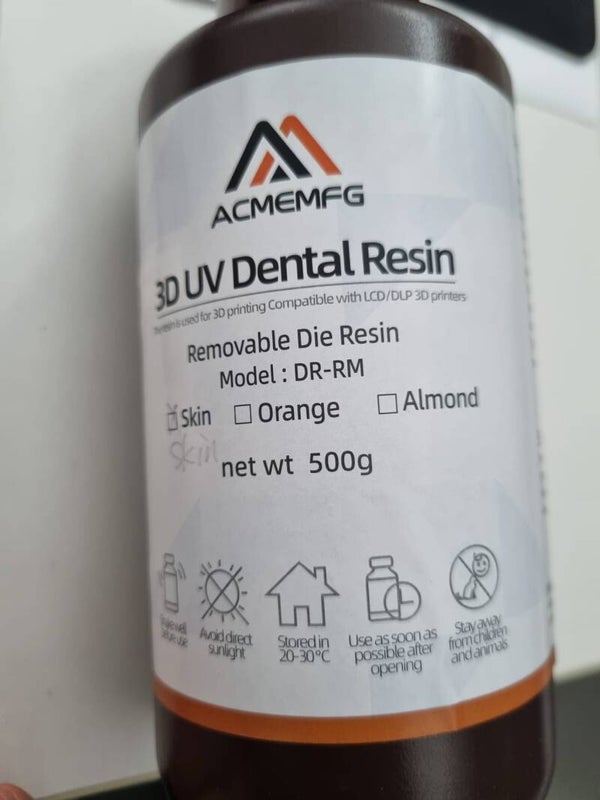 ACMEMFG
3D UV Dental Resin
The resin is used for 3D printing Compatible with LCD/DLP 3D printers
Removable Die Resin
Model : DR-RM
Skin Orange Almond
Skin
net wt 500g
Shake well
before use
Avoid direct
sunlight
Stored in
20-30°C
Use as soon as
possible after
opening
Stay away
from children
and animals